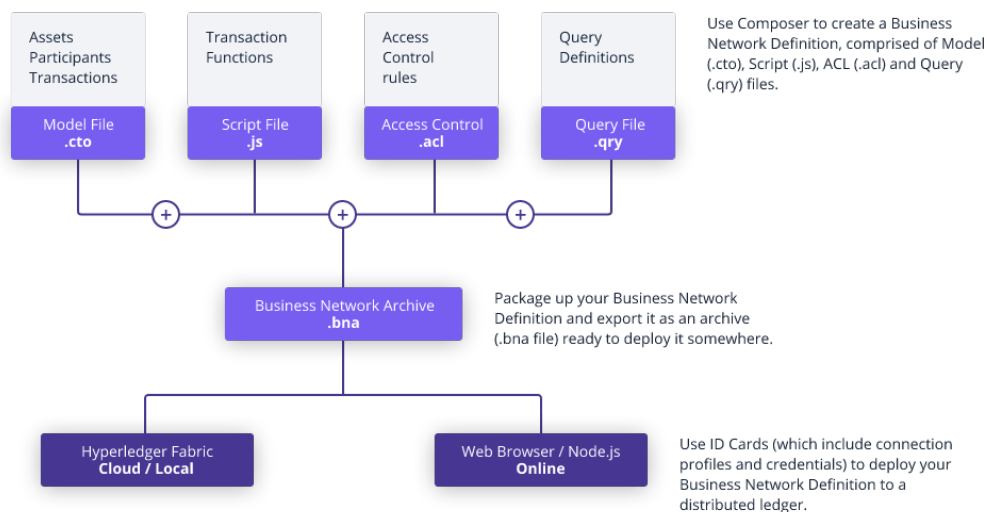 Assets
Participants
Transactions
Model File
.cto
Transaction
Functions
Script File
.js
Access
Control
rules
Access Control
.acl
Query
Definitions
Query File
.qry
Use Composer to create a Business
Network Definition, comprised of Model
(.cto), Script (.js), ACL (.acl) and Query
(.qry) files.
+
+
+
Business Network Archive
.bna
Package up your Business Network
Definition and export it as an archive
(.bna file) ready to deploy it somewhere.
Hyperledger Fabric
Cloud / Local
Web Browser / Node.js
Online
Use ID Cards (which include connection
profiles and credentials) to deploy your
Business Network Definition to a
distributed ledger.